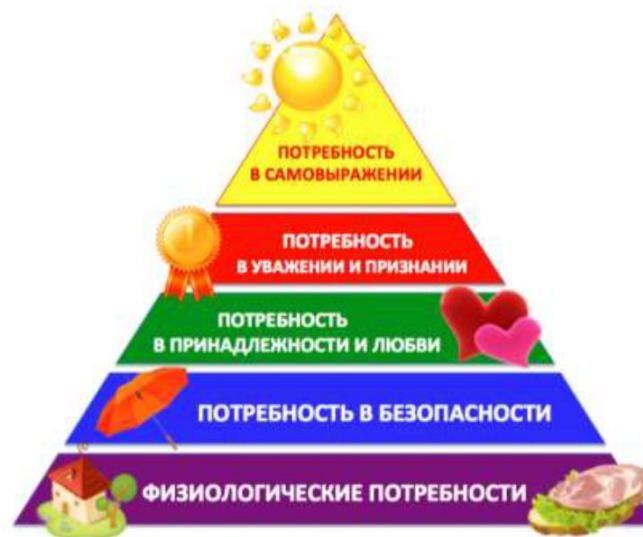 ПОТРЕБНОСТЬ
В САМОВЫРАЖЕНИИ
ПОТРЕБНОСТЬ
В УВАЖЕНИИ И ПРИЗНАНИИ
ПОТРЕБНОСТЬ
В ПРИНАДЛЕЖНОСТИ И ЛЮБВИ
ПОТРЕБНОСТЬ В БЕЗОПАСНОСТИ
ФИЗИОЛОГИЧЕСКИЕ ПОТРЕБНОСТИ